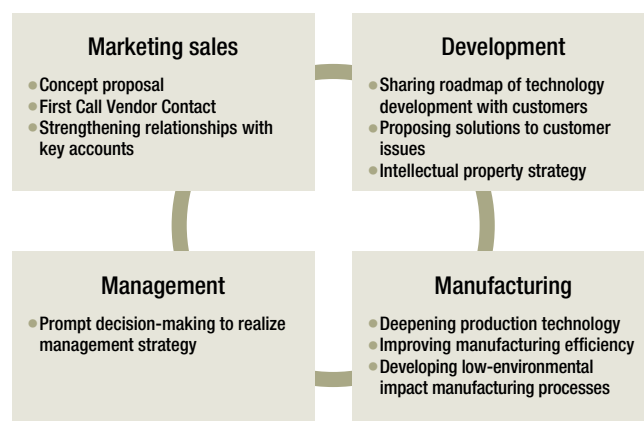 Marketing sales
Concept proposal
First Call Vendor Contact
Strengthening relationships with
key accounts
Development
Sharing roadmap of technology
development with customers
Proposing solutions to customer
issues
Intellectual property strategy
Management
Prompt decision-making to realize
management strategy
Manufacturing
Deepening production technology
Improving manufacturing efficiency
Developing low-environmental
impact manufacturing processes